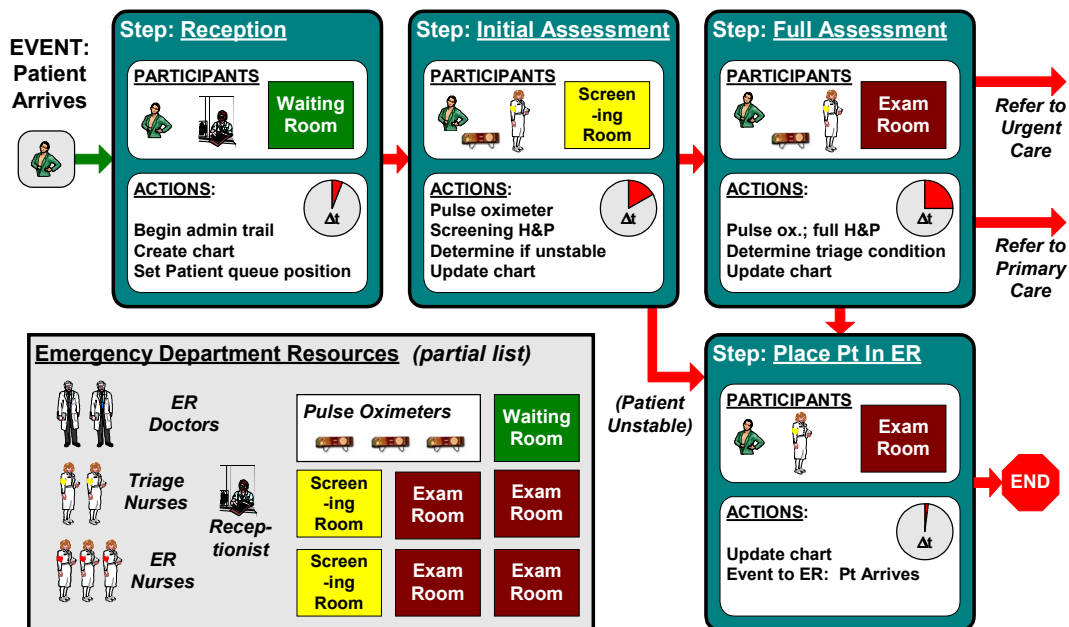 EVENT:
Patient
Arrives
Step: Reception
PARTICIPANTS
Waiting
Room
ACTIONS:
Δt
Begin admin trail
Create chart
Set Patient queue position
Step: Initial Assessment
PARTICIPANTS
Screen
-ing
Room
ACTIONS:
Δt
Pulse oximeter
Screening H&P
Determine if unstable
Update chart
Step: Full Assessment
PARTICIPANTS
Exam
Room
ACTIONS:
Δt
Pulse ox.; full H&P
Determine triage condition
Update chart
Refer to
Urgent
Care
Refer to
Primary
Care
(Patient
Unstable)
Step: Place Pt In ER
PARTICIPANTS
Exam
Room
ACTIONS:
Δt
Update chart
Event to ER: Pt Arrives
END
Emergency Department Resources (partial list)
ER
Doctors
Triage
Nurses
ER
Nurses
Recep-
tionist
Pulse Oximeters
Waiting
Room
Screen
-ing
Room
Exam
Room
Exam
Room
Screen
-ing
Room
Exam
Room
Exam
Room